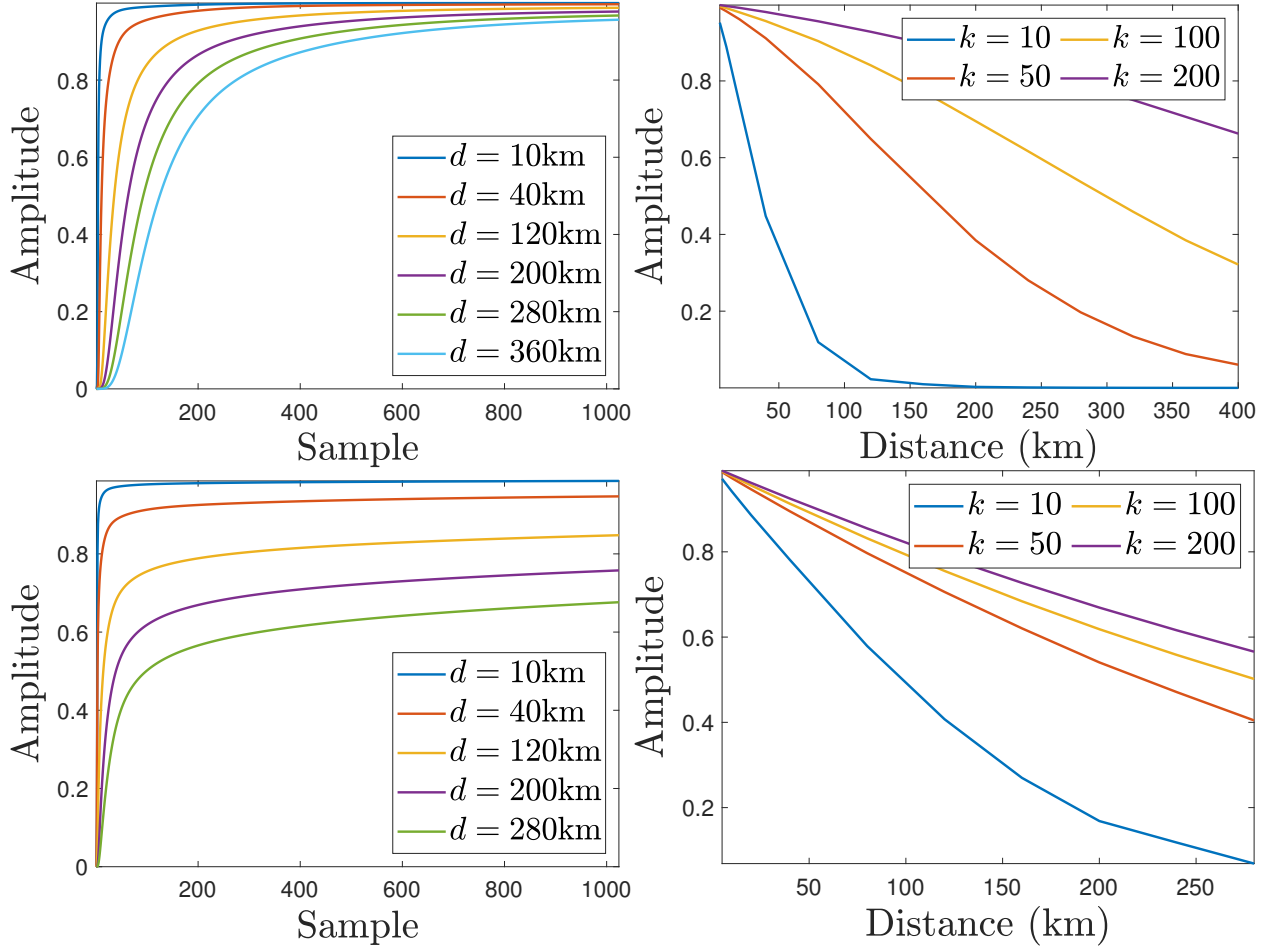 Amplitude
0.8
0.6
0.4
0.2
0
200
400
600
800
1000
Sample
d = 10km
d = 40km
d = 120km
d = 200km
d = 280km
d = 360km
Amplitude
0.8
0.6
0.4
0.2
50
100
150
200
250
300
350
400
Distance (km)
k = 10
k = 100
k = 50
k = 200
Amplitude
0.8
0.6
0.4
0.2
0
200
400
600
800
1000
Sample
d = 10km
d = 40km
d = 120km
d = 200km
d = 280km
Amplitude
0.8
0.6
0.4
0.2
50
100
150
200
250
Distance (km)
k = 10
k = 100
k = 50
k = 200